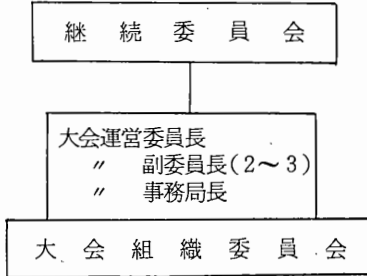 継続委員会
大会運営委員長
〃 副委員長(2〜3)
〃 事務局長
大会組織委員会